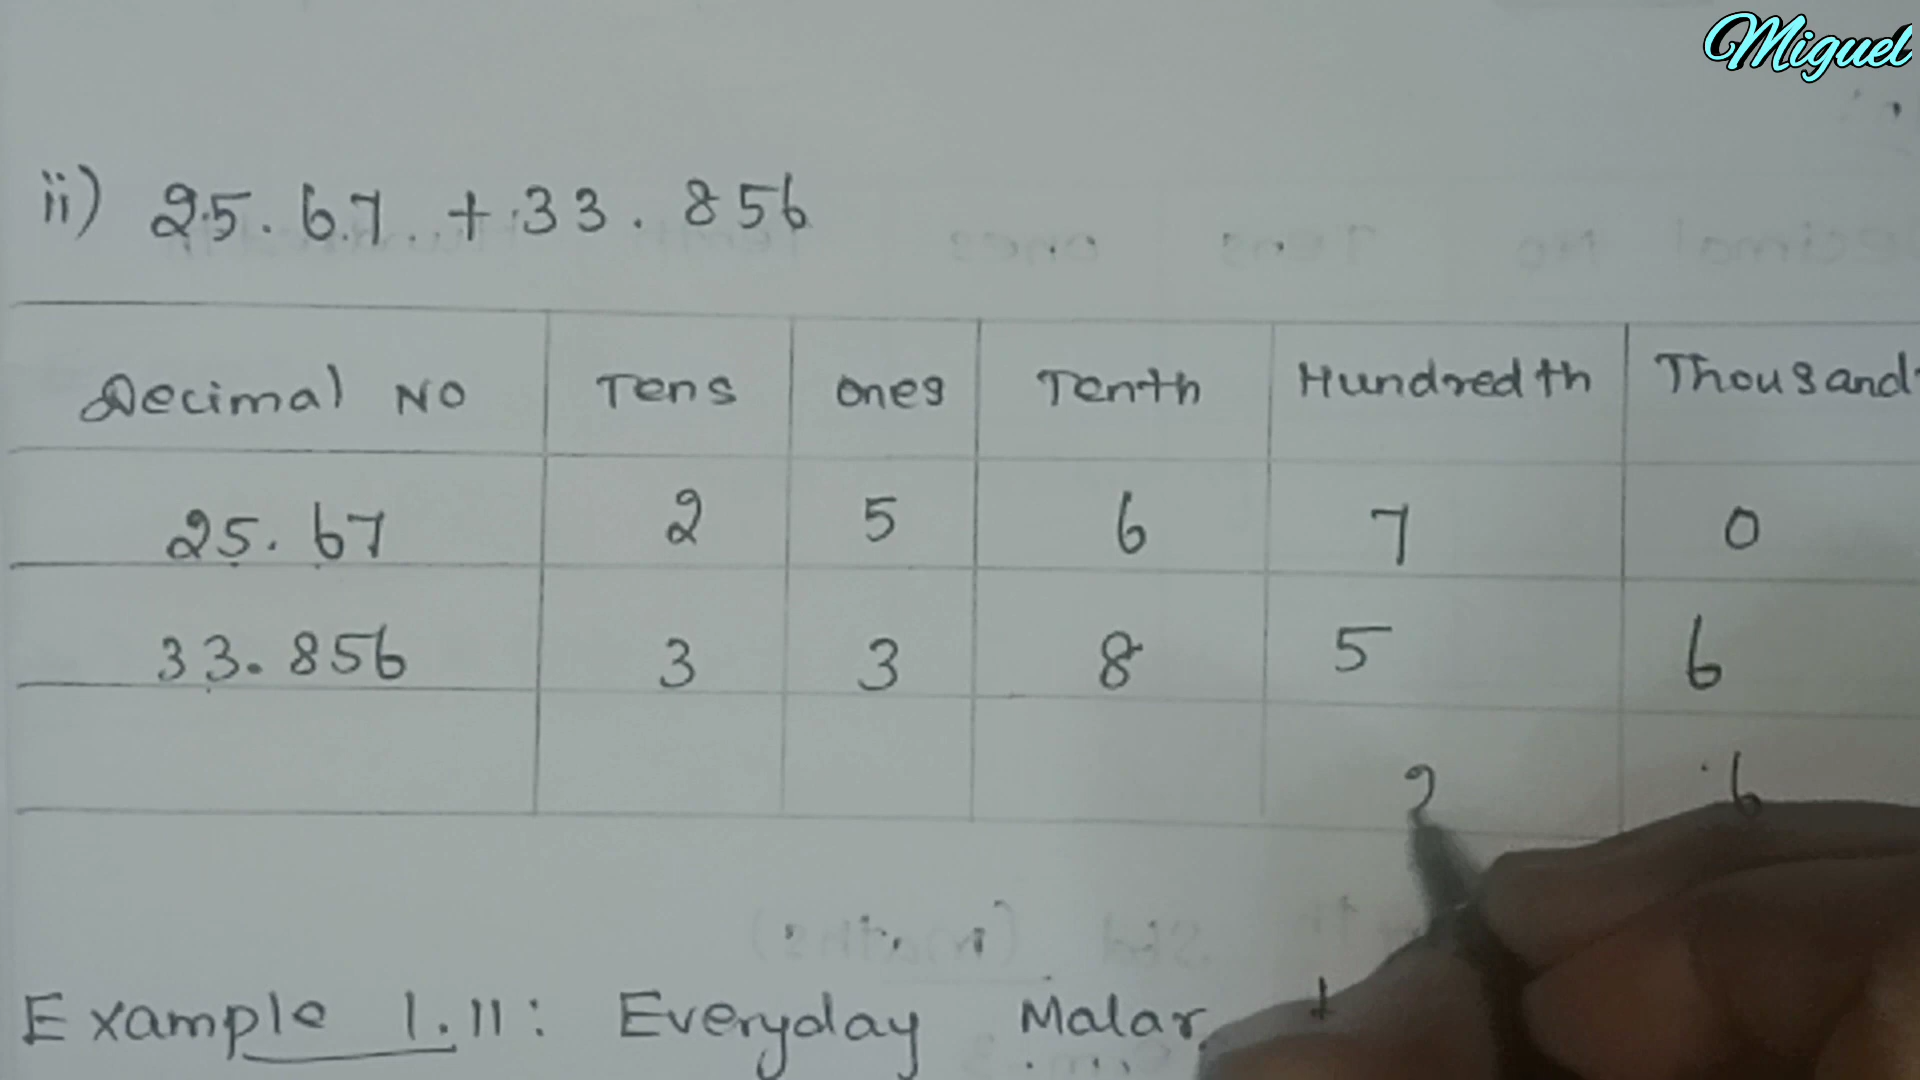 Miguel
ii) 25.67 + 33.856
Decimal No Tens Ones Tenth Hundredth Thousand
25.67 2 5 6 7 0
33.856 3 3 8 5 6
2 6
Example 1.11: Everyday Malar